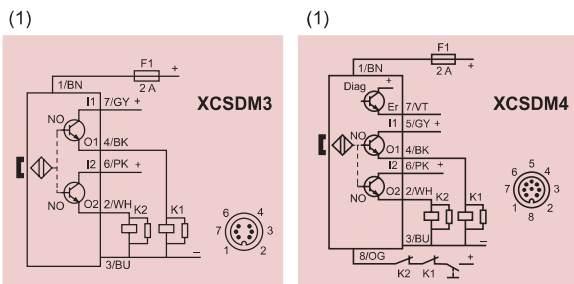 (1)
F1
+
2 A
1/BN
I1
7/GY +
XCSDM3
NO
O1
4/BK
I2
6/PK +
NO
O2
2/WH
K2
K1
6
4
7
3
1
2
3/BU
–
(1)
F1
+
2 A
1/BN
Diag
+
Er
7/VT
XCSDM4
I1
5/GY +
NO
O1
4/BK
I2
6/PK +
NO
O2
2/WH
K2
K1
5
6
4
7
3
1
2
8
3/BU
–
8/OG
+
K2
K1